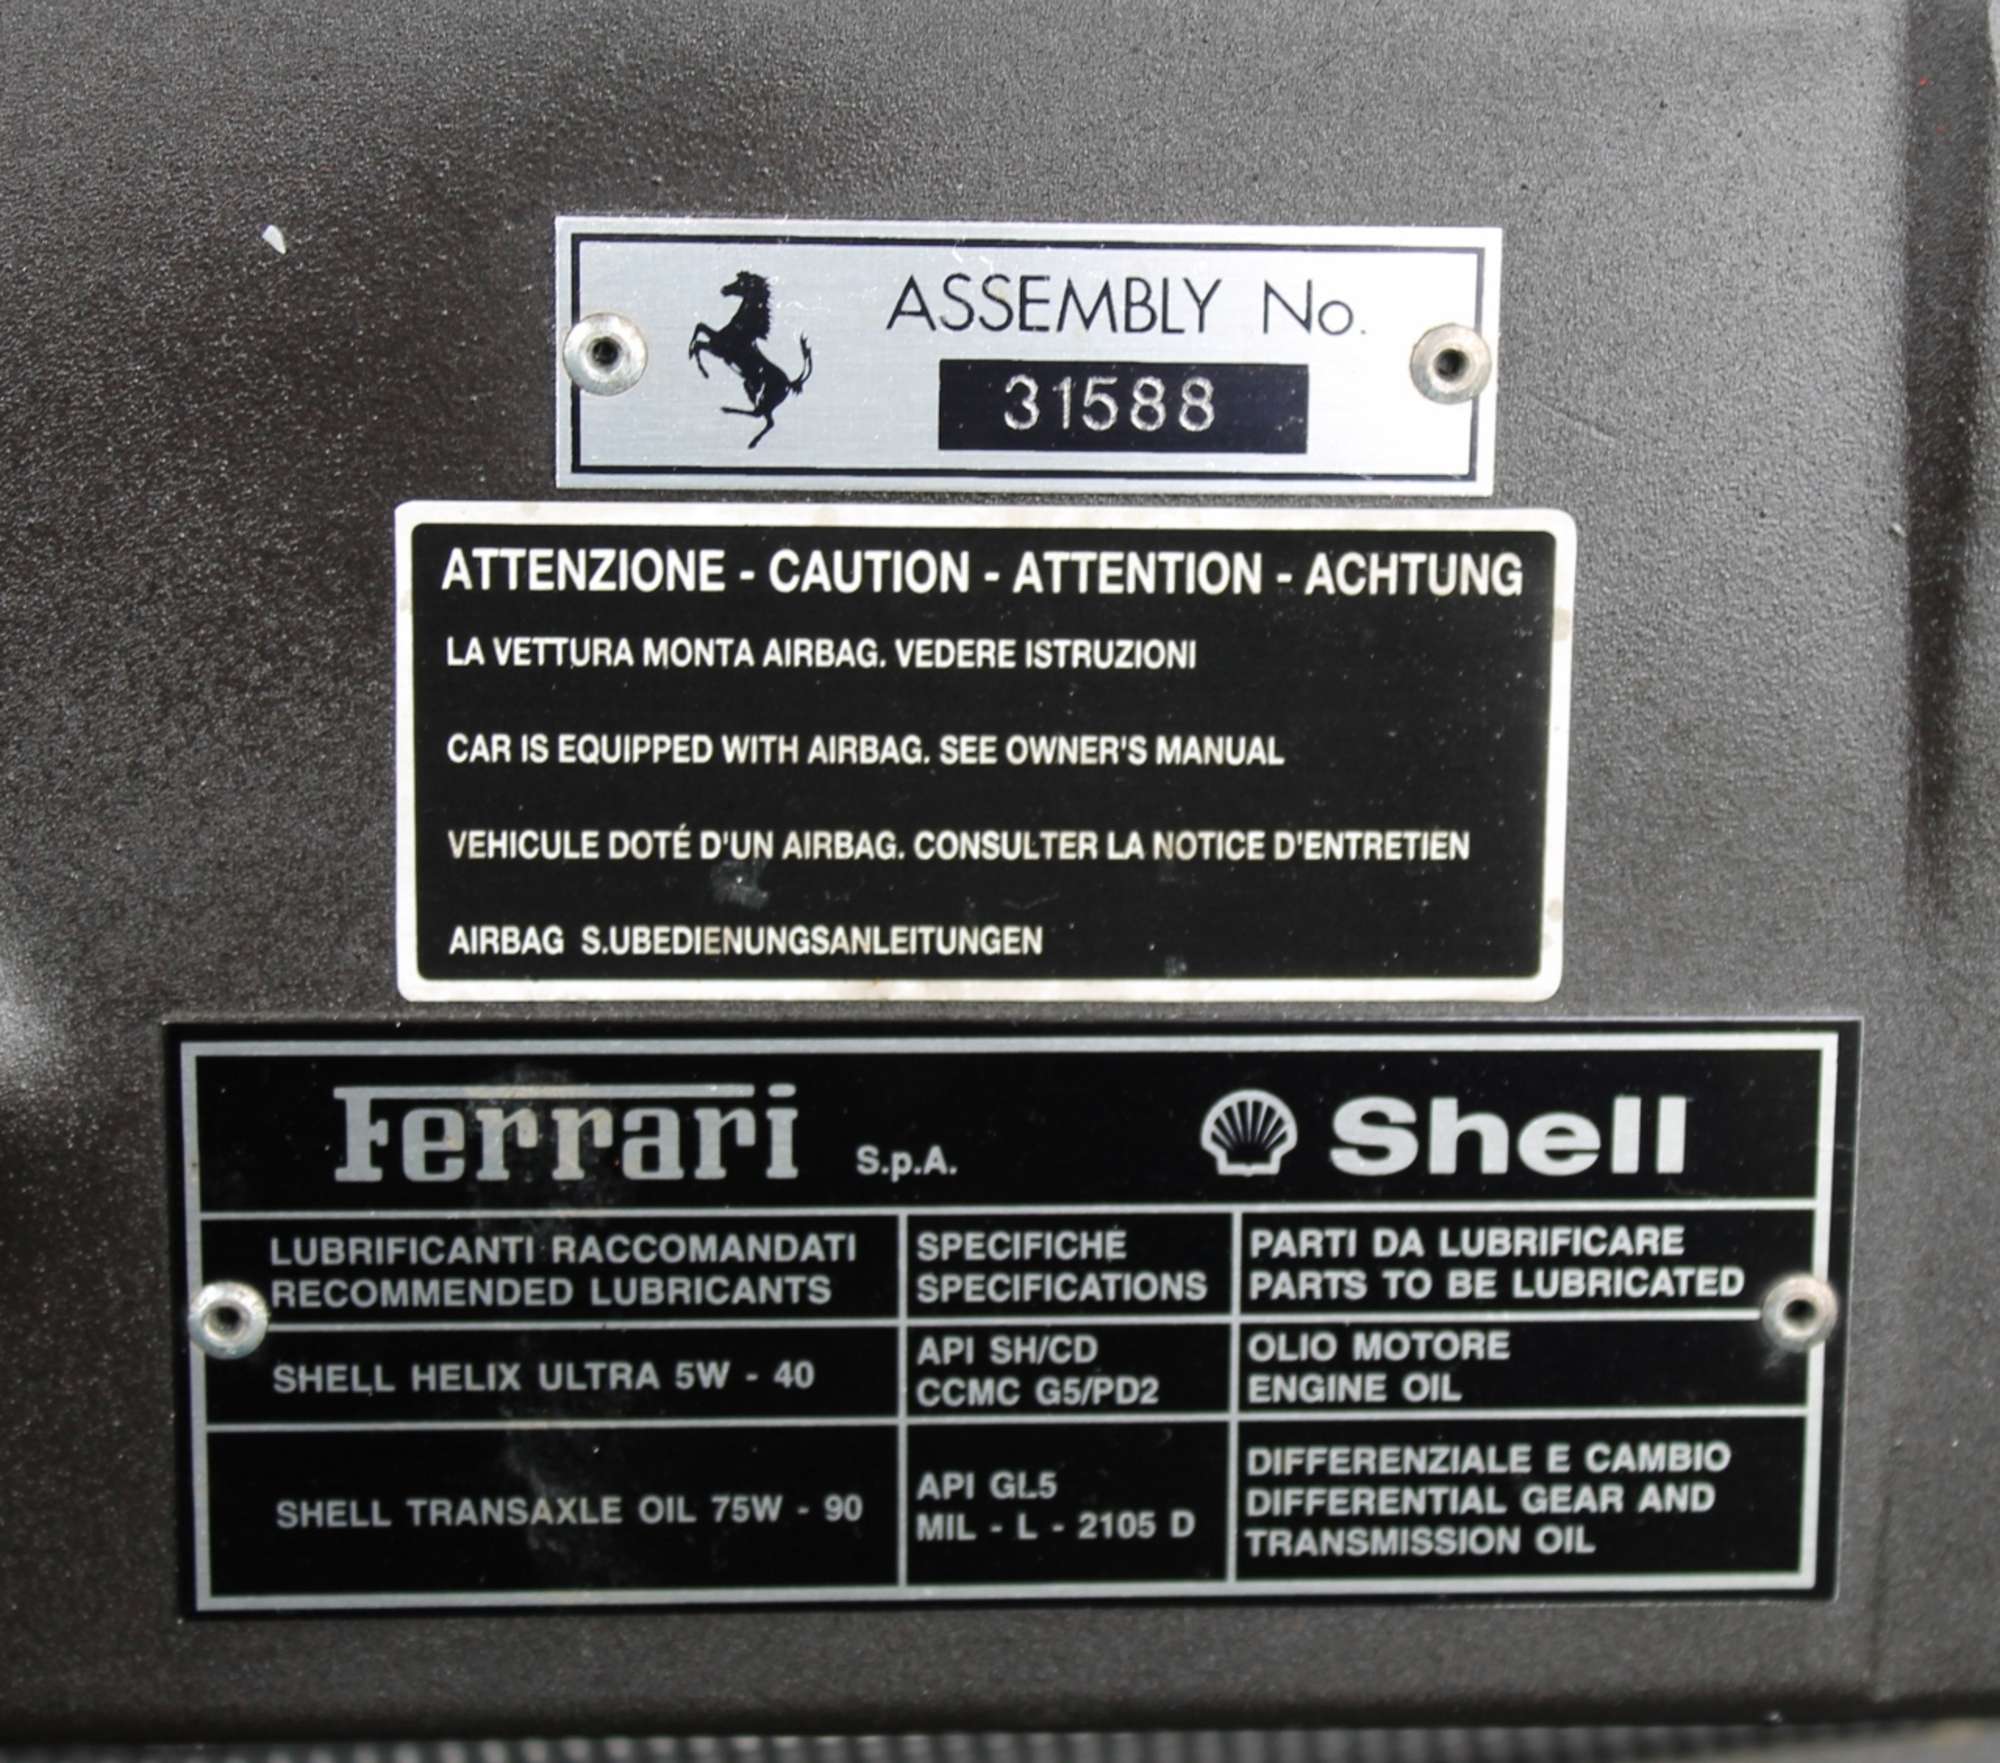 ASSEMBLY No.
31588
ATTENZIONE - CAUTION - ATTENTION - ACHTUNG
LA VETTURA MONTA AIRBAG. VEDERE ISTRUZIONI
CAR IS EQUIPPED WITH AIRBAG. SEE OWNER'S MANUAL
VEHICULE DOTÉ D'UN AIRBAG. CONSULTER LA NOTICE D'ENTRETIEN
AIRBAG S.UBEDIENUNGSANLEITUNGEN
Ferrari S.p.A. Shell
LUBRIFICANTI RACCOMANDATI
RECOMMENDED LUBRICANTS
SPECIFICHE
SPECIFICATIONS
PARTI DA LUBRIFICARE
PARTS TO BE LUBRICATED
SHELL HELIX ULTRA 5W - 40
API SH/CD
CCMC G5/PD2
OLIO MOTORE
ENGINE OIL
SHELL TRANSAXLE OIL 75W - 90
API GL5
MIL - L - 2105 D
DIFFERENZIALE E CAMBIO
DIFFERENTIAL GEAR AND
TRANSMISSION OIL